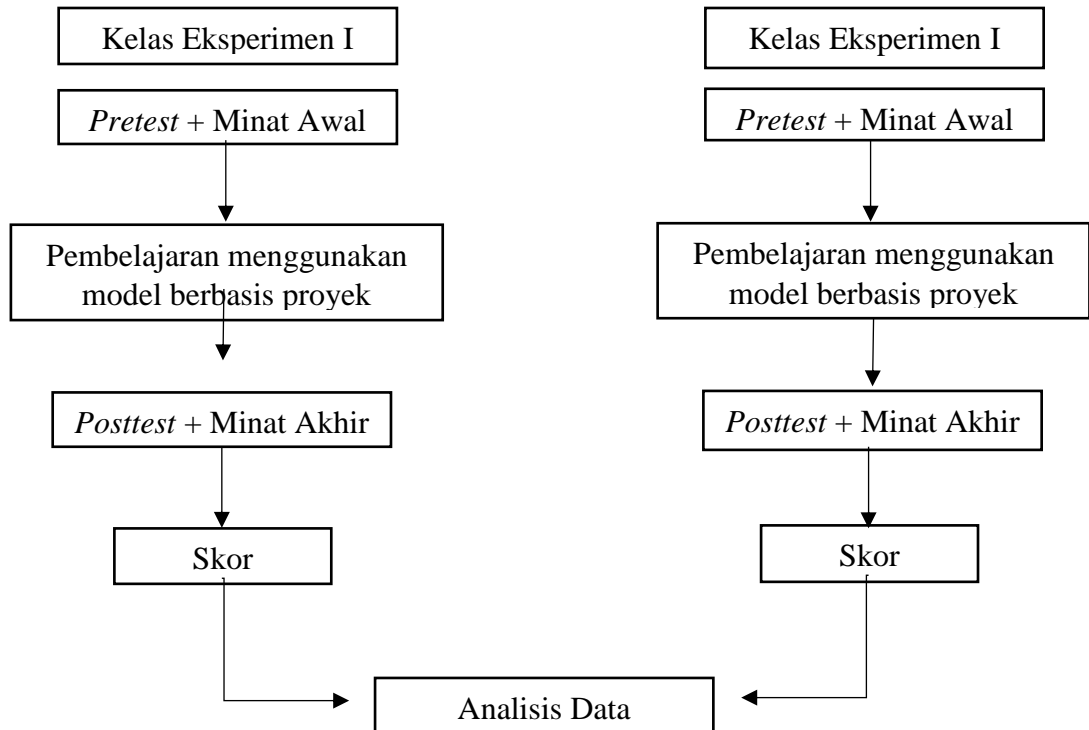 Kelas Eksperimen I
Kelas Eksperimen I
Pretest + Minat Awal
Pretest + Minat Awal
Pembelajaran menggunakan
model berbasis proyek
Pembelajaran menggunakan
model berbasis proyek
Posttest + Minat Akhir
Posttest + Minat Akhir
Skor
Skor
Analisis Data